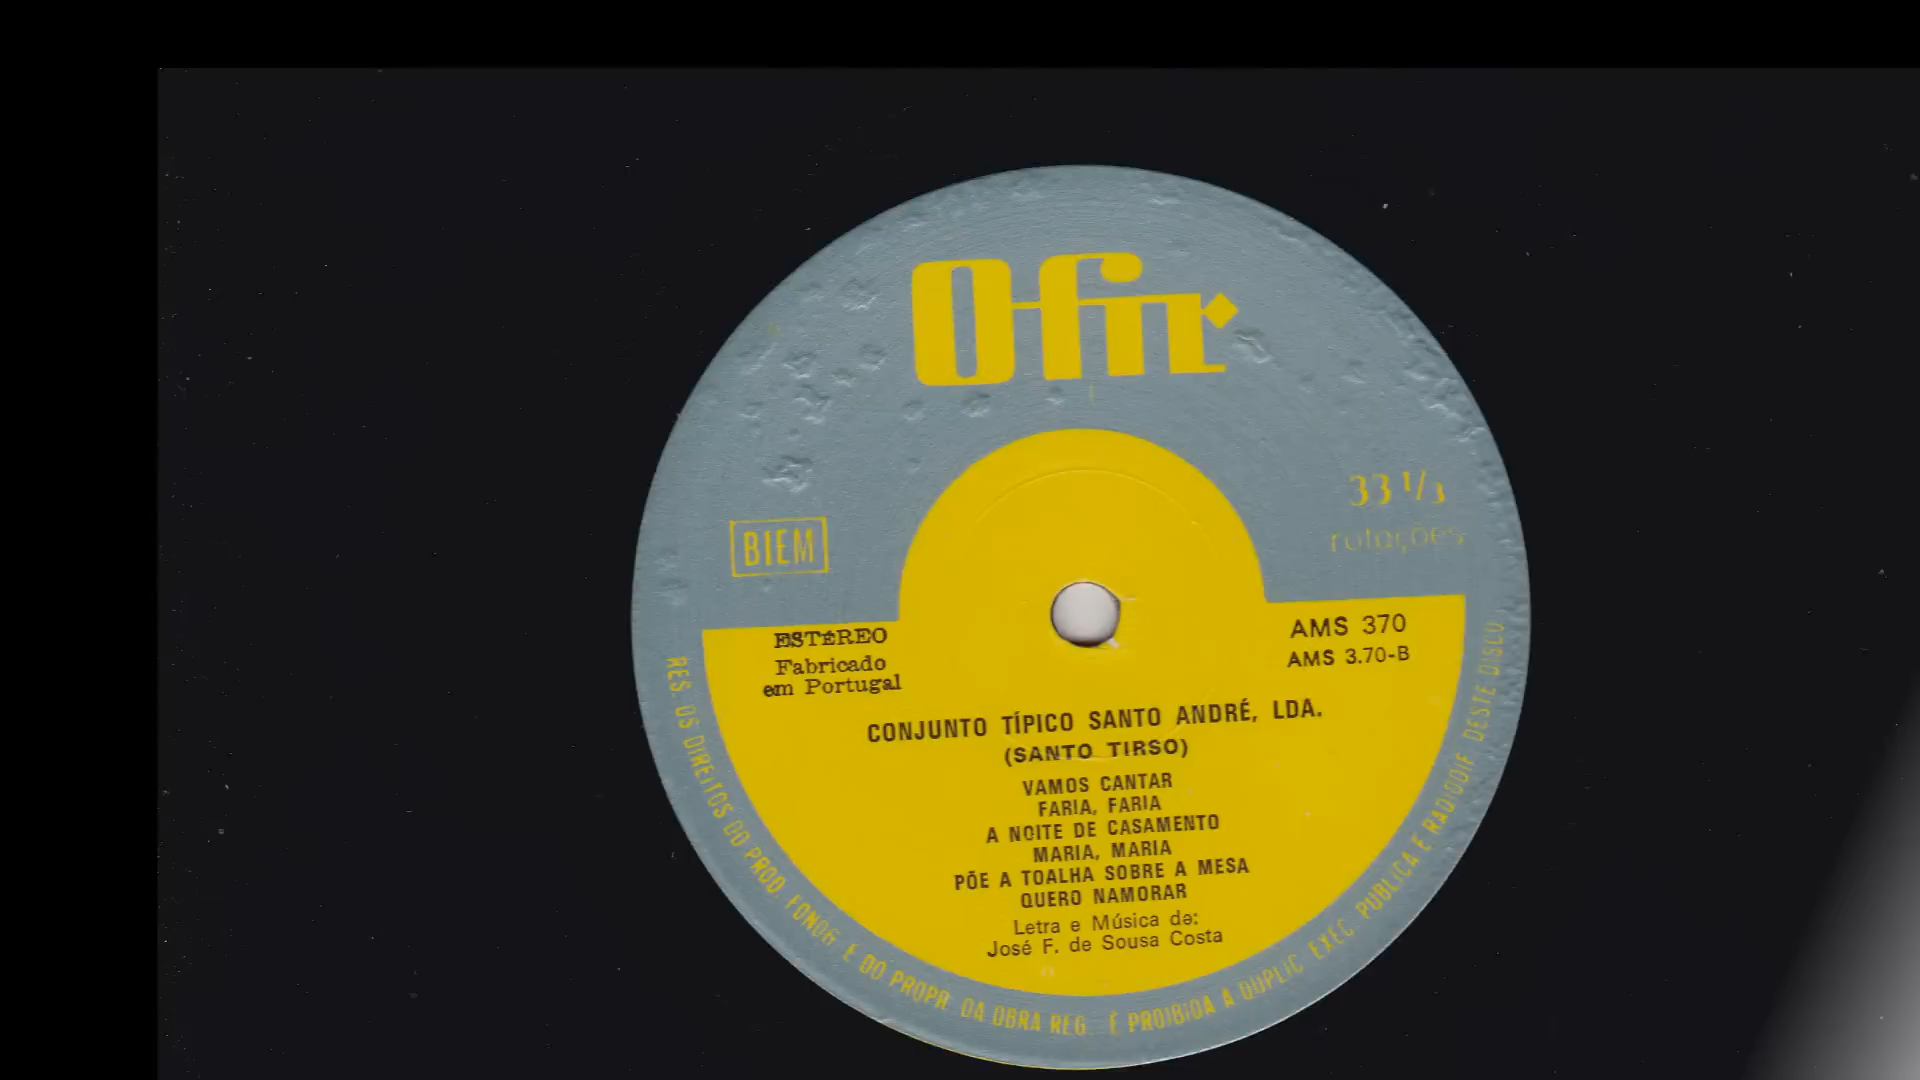 Ofir
33 1/3
rotações
BIEM
ESTÉREO
Fabricado
em Portugal
AMS 370
AMS 3.70-B
CONJUNTO TÍPICO SANTO ANDRÉ, LDA.
(SANTO TIRSO)
VAMOS CANTAR
FARIA, FARIA
A NOITE DE CASAMENTO
MARIA, MARIA
PÕE A TOALHA SOBRE A MESA
QUERO NAMORAR
Letra e Música de:
José F. de Sousa Costa
RES. OS DIREITOS DO PROD. FONOG. E DO PROPR. DA OBRA REG. É PROIBIDA A DUPLIC. EXEC. PUBLICA E RADIODIF. DESTE DISCO